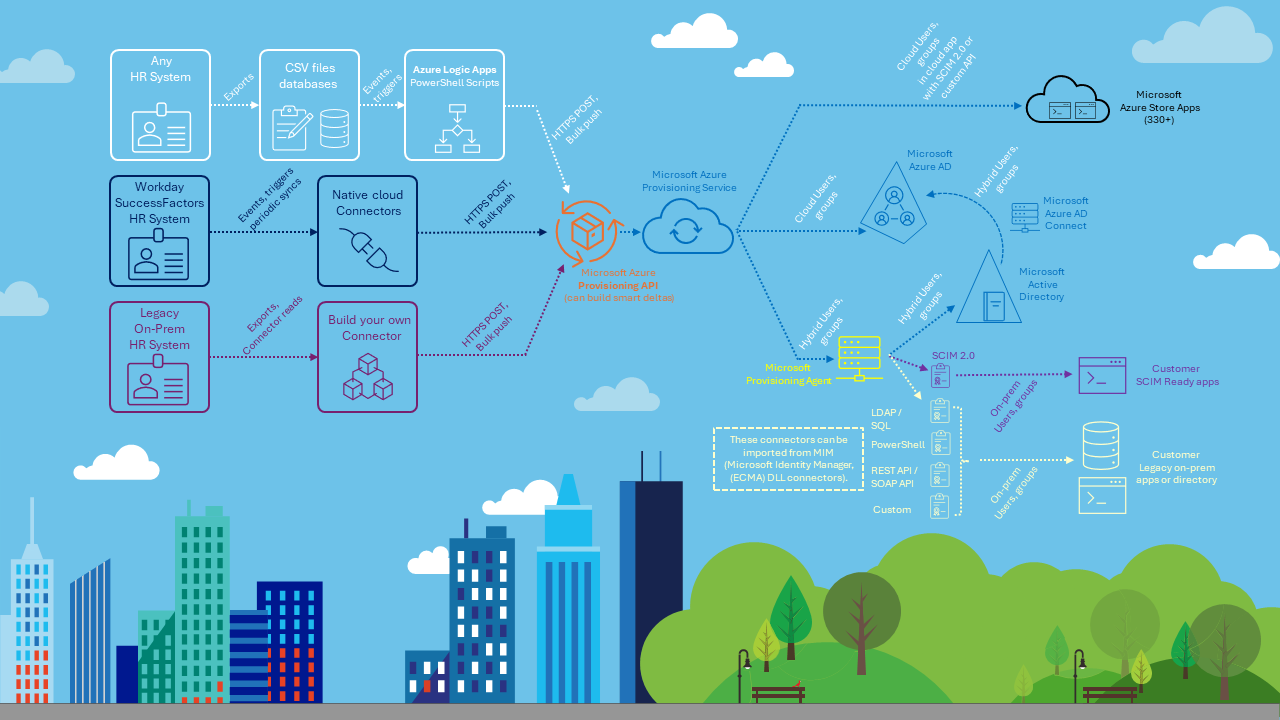 Any
HR System
Exports
CSV files
databases
Events,
triggers
Azure Logic Apps
PowerShell Scripts
HTTPS POST,
Bulk push
Workday
SuccessFactors
HR System
Events, triggers
periodic syncs
Native cloud
Connectors
HTTPS POST,
Bulk push
Legacy
On-Prem
HR System
Exports,
Connector reads
Build your own
Connector
HTTPS POST,
Bulk push
Microsoft Azure
Provisioning API
(can build smart deltas)
Microsoft Azure
Provisioning Service
Cloud Users,
groups
in cloud app
with SCIM 2.0 or
custom API
Microsoft
Azure Store Apps
(330+)
Cloud Users,
groups
Microsoft
Azure AD
Hybrid Users,
groups
Microsoft
Azure AD
Connect
Microsoft
Active
Directory
Hybrid Users,
groups
Hybrid Users,
groups
Microsoft
Provisioning Agent
SCIM 2.0
On-prem
Users, groups
Customer
SCIM Ready apps
These connectors can be
imported from MIM
(Microsoft Identity Manager,
(ECMA) DLL connectors).
LDAP /
SQL
PowerShell
REST API /
SOAP API
Custom
On-prem
Users, groups
Customer
Legacy on-prem
apps or directory